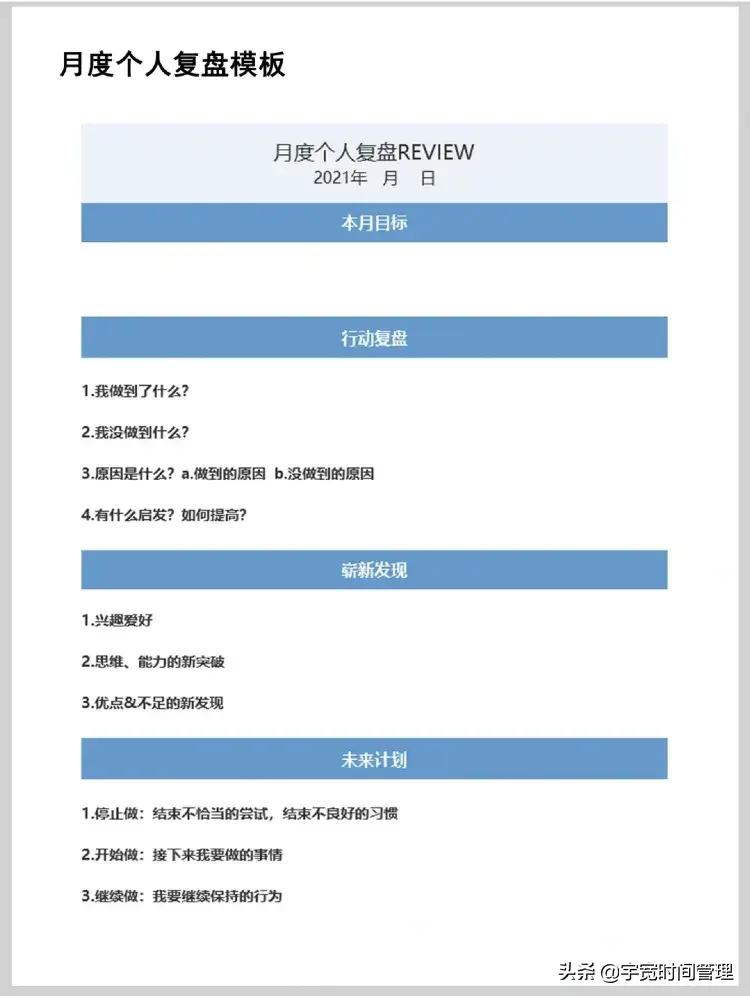 月度个人复盘模板
月度个人复盘REVIEW
2021年 月 日
本月目标
行动复盘
1.我做到了什么?
2.我没做到什么?
3.原因是什么? a.做到的原因 b.没做到的原因
4.有什么启发? 如何提高?
崭新发现
1.兴趣爱好
2.思维、能力的新突破
3.优点&不足的新发现
未来计划
1.停止做：结束不恰当的尝试，结束不良好的习惯
2.开始做：接下来我要做的事情
3.继续做：我要继续保持的行为
头条 @宇宽时间管理